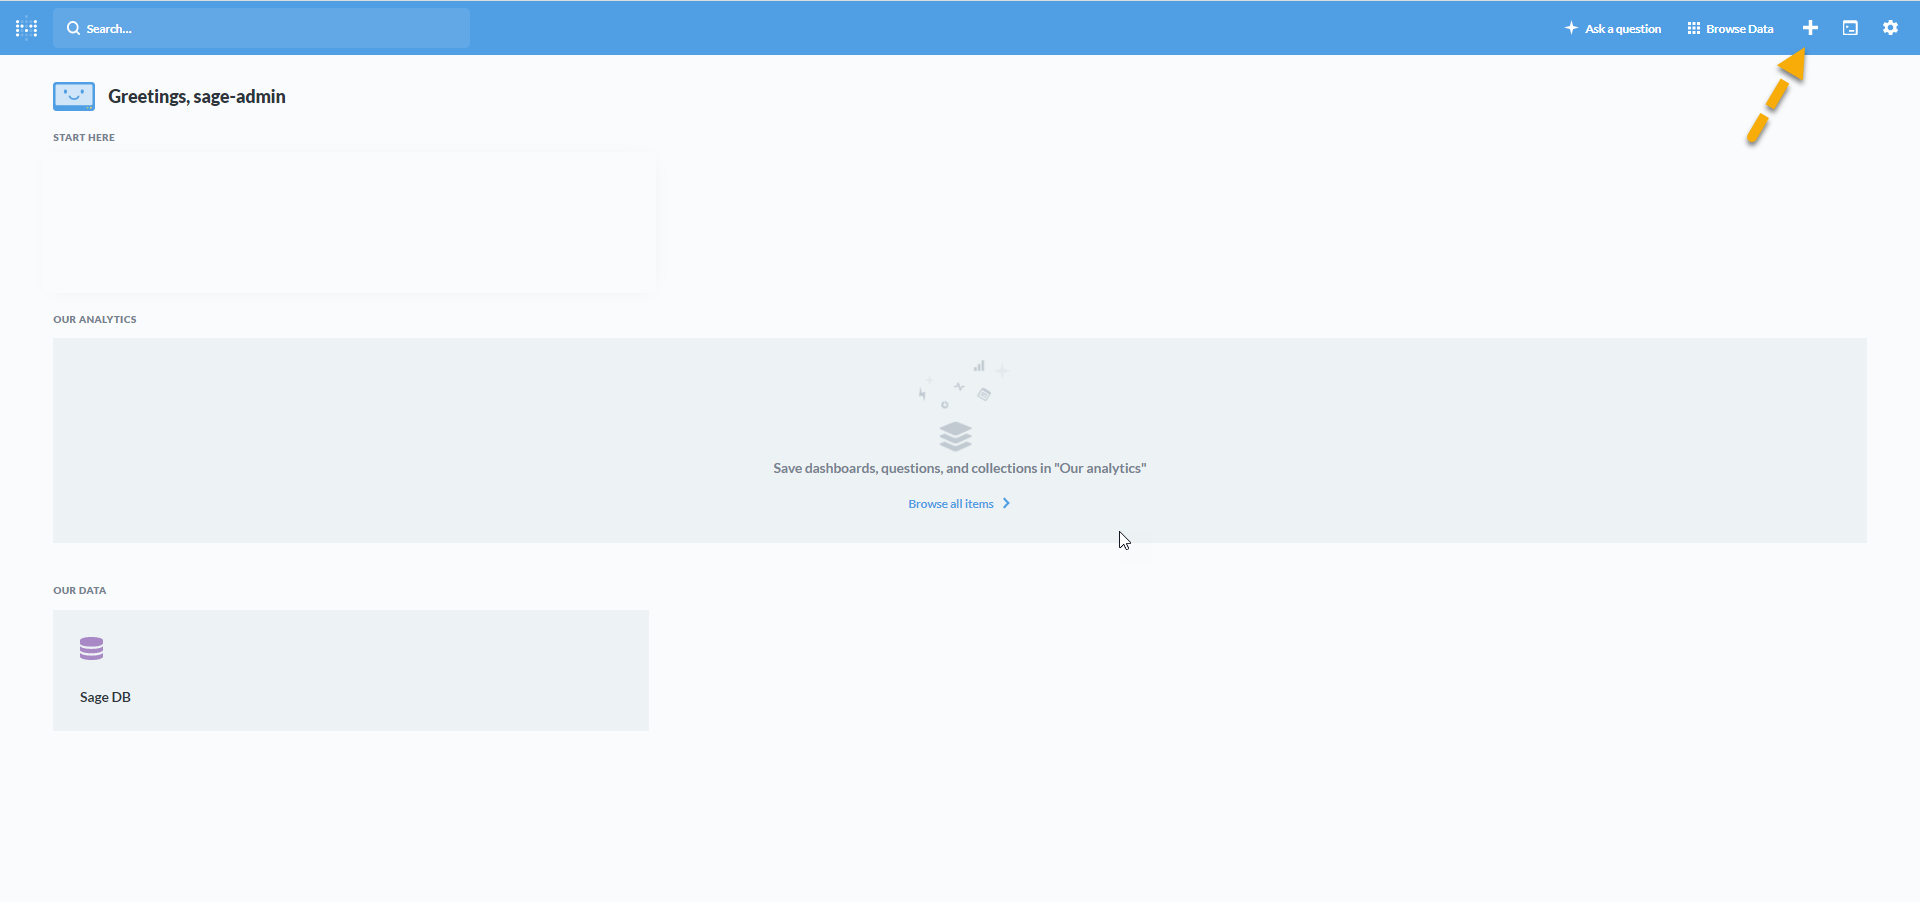 Search...
Ask a question
Browse Data
Greetings, sage-admin
START HERE
OUR ANALYTICS
Save dashboards, questions, and collections in "Our analytics"
Browse all items
OUR DATA
Sage DB